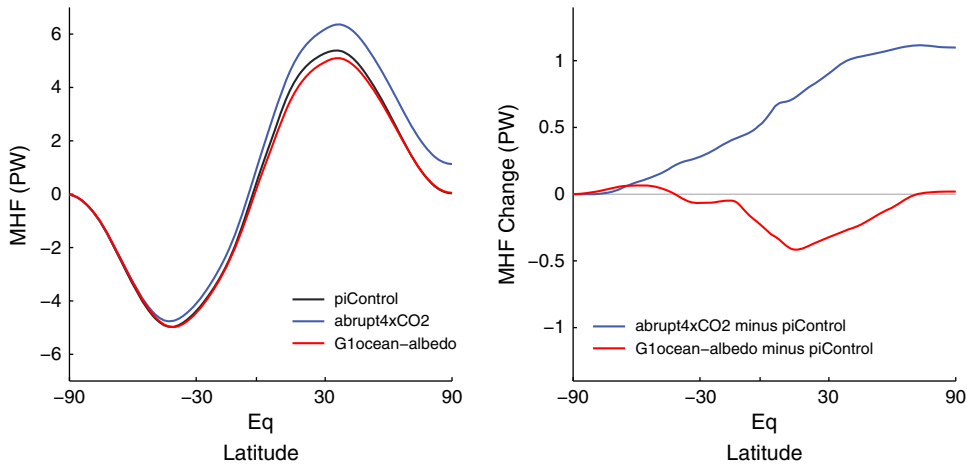 MHF (PW)
6
4
2
0
−2
−4
−6
piControl
abrupt4xCO2
G1ocean−albedo
−90
−30
30
90
Eq
Latitude
MHF Change (PW)
1
0.5
0
−0.5
−1
abrupt4xCO2 minus piControl
G1ocean−albedo minus piControl
−90
−30
30
90
Eq
Latitude